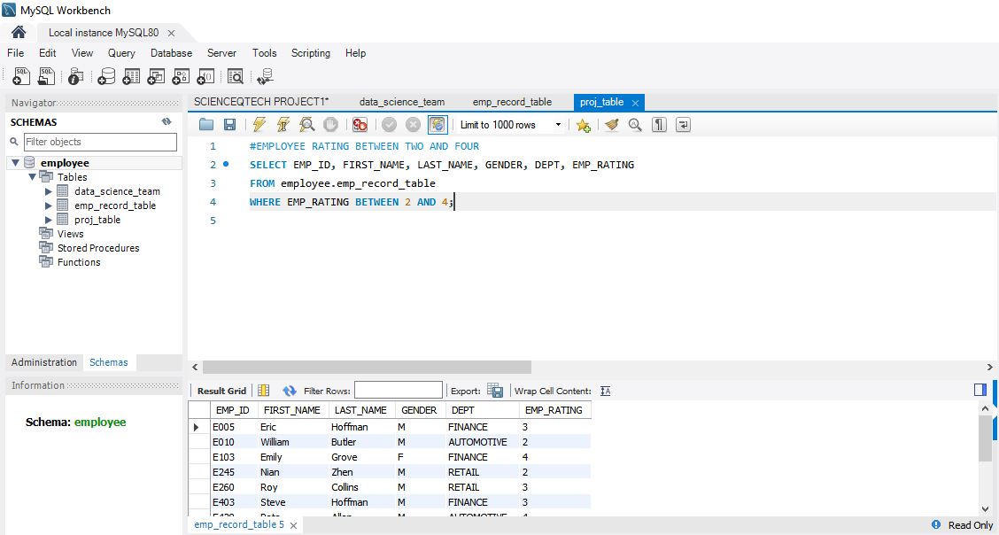 MySQL Workbench
Local instance MySQL80
File Edit View Query Database Server Tools Scripting Help
Navigator
SCHEMAS
Filter objects
employee
Tables
data_science_team
emp_record_table
proj_table
Views
Stored Procedures
Functions
Administration Schemas
Information
Schema: employee
SCIENCEQTECH PROJECT1* data_science_team emp_record_table proj_table
Limit to 1000 rows
1 #EMPLOYEE RATING BETWEEN TWO AND FOUR
2 SELECT EMP_ID, FIRST_NAME, LAST_NAME, GENDER, DEPT, EMP_RATING
3 FROM employee.emp_record_table
4 WHERE EMP_RATING BETWEEN 2 AND 4;
5
Result Grid Filter Rows: Export: Wrap Cell Content:
EMP_ID FIRST_NAME LAST_NAME GENDER DEPT EMP_RATING
E005 Eric Hoffman M FINANCE 3
E010 William Butler M AUTOMOTIVE 2
E103 Emily Grove F FINANCE 4
E245 Nian Zhen M RETAIL 2
E260 Roy Collins M RETAIL 3
E403 Steve Hoffman M FINANCE 3
emp_record_table 5
Read Only